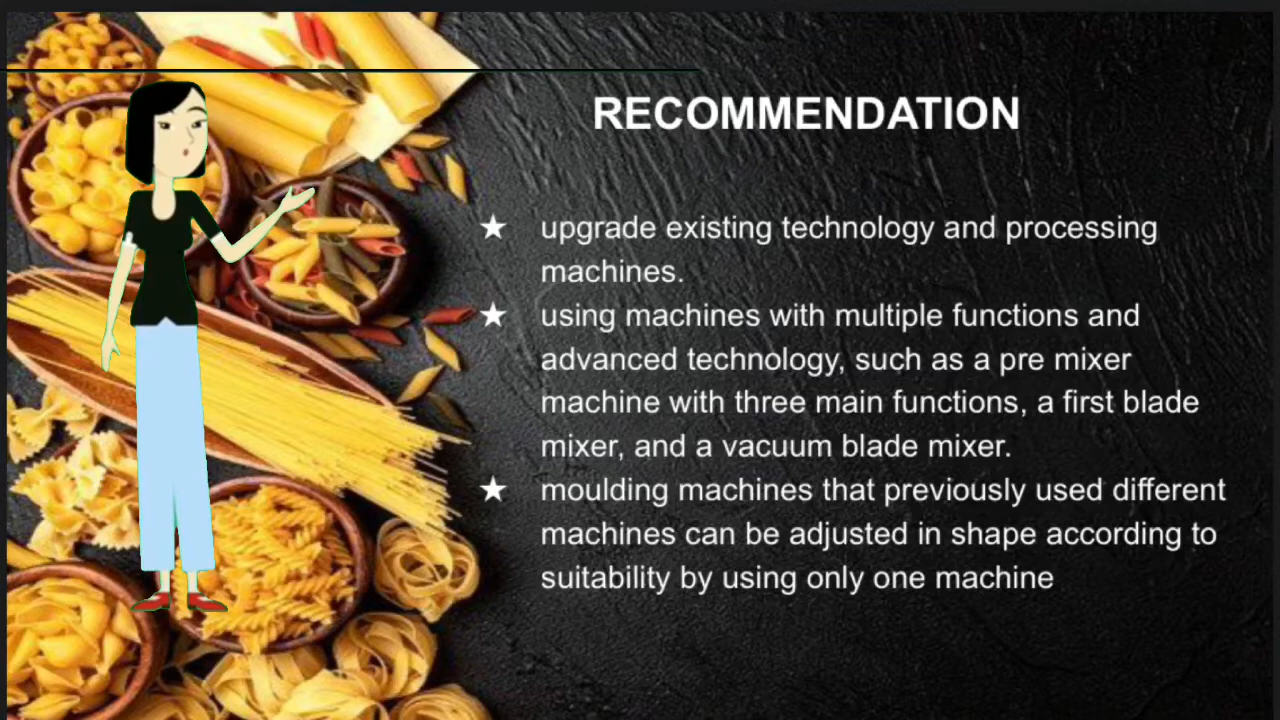 RECOMMENDATION
★ upgrade existing technology and processing
machines.
★ using machines with multiple functions and
advanced technology, such as a pre mixer
machine with three main functions, a first blade
mixer, and a vacuum blade mixer.
★ moulding machines that previously used different
machines can be adjusted in shape according to
suitability by using only one machine